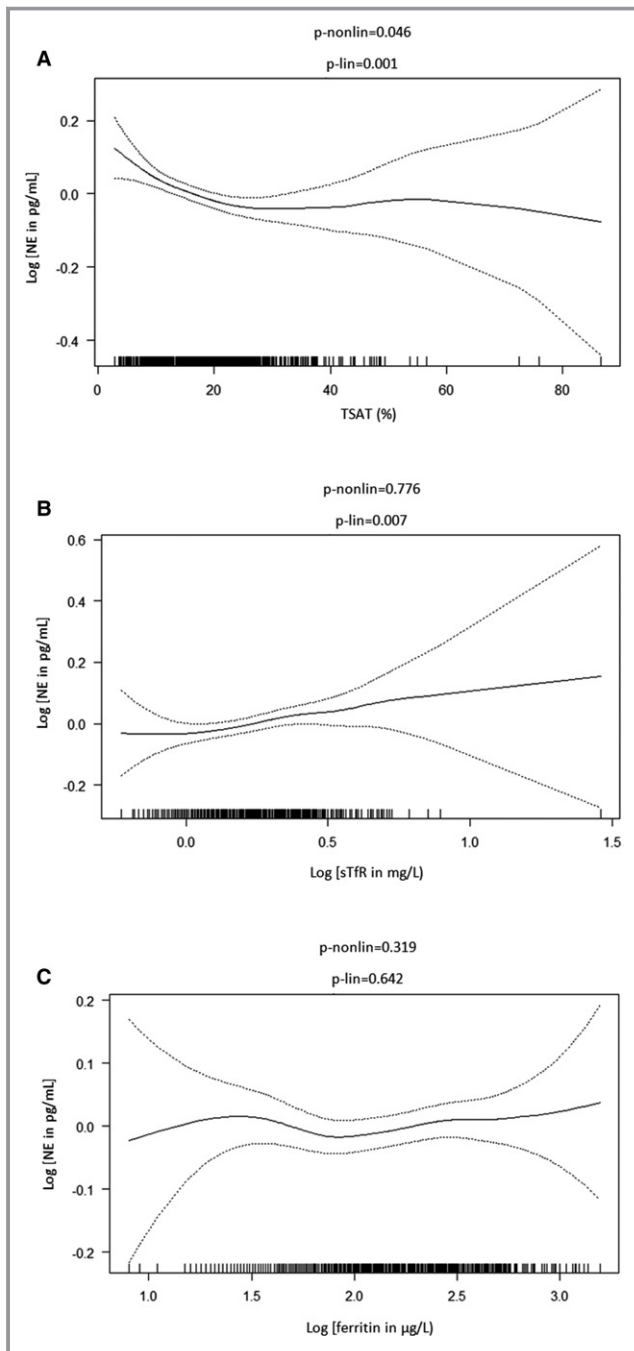 p-nonlin=0.046
A
p-lin=0.001
0.2
0.0
-0.2
-0.4
Log [NE in pg/mL]
0 20 40 60 80
TSAT (%)
p-nonlin=0.776
B
p-lin=0.007
0.6
0.4
0.2
0.0
-0.2
Log [NE in pg/mL]
0.0 0.5 1.0 1.5
Log [sTfR in mg/L)
p-nonlin=0.319
C
p-lin=0.642
0.2
0.1
0.0
-0.1
-0.2
Log [NE in pg/mL]
1.0 1.5 2.0 2.5 3.0
Log [ferritin in µg/L)